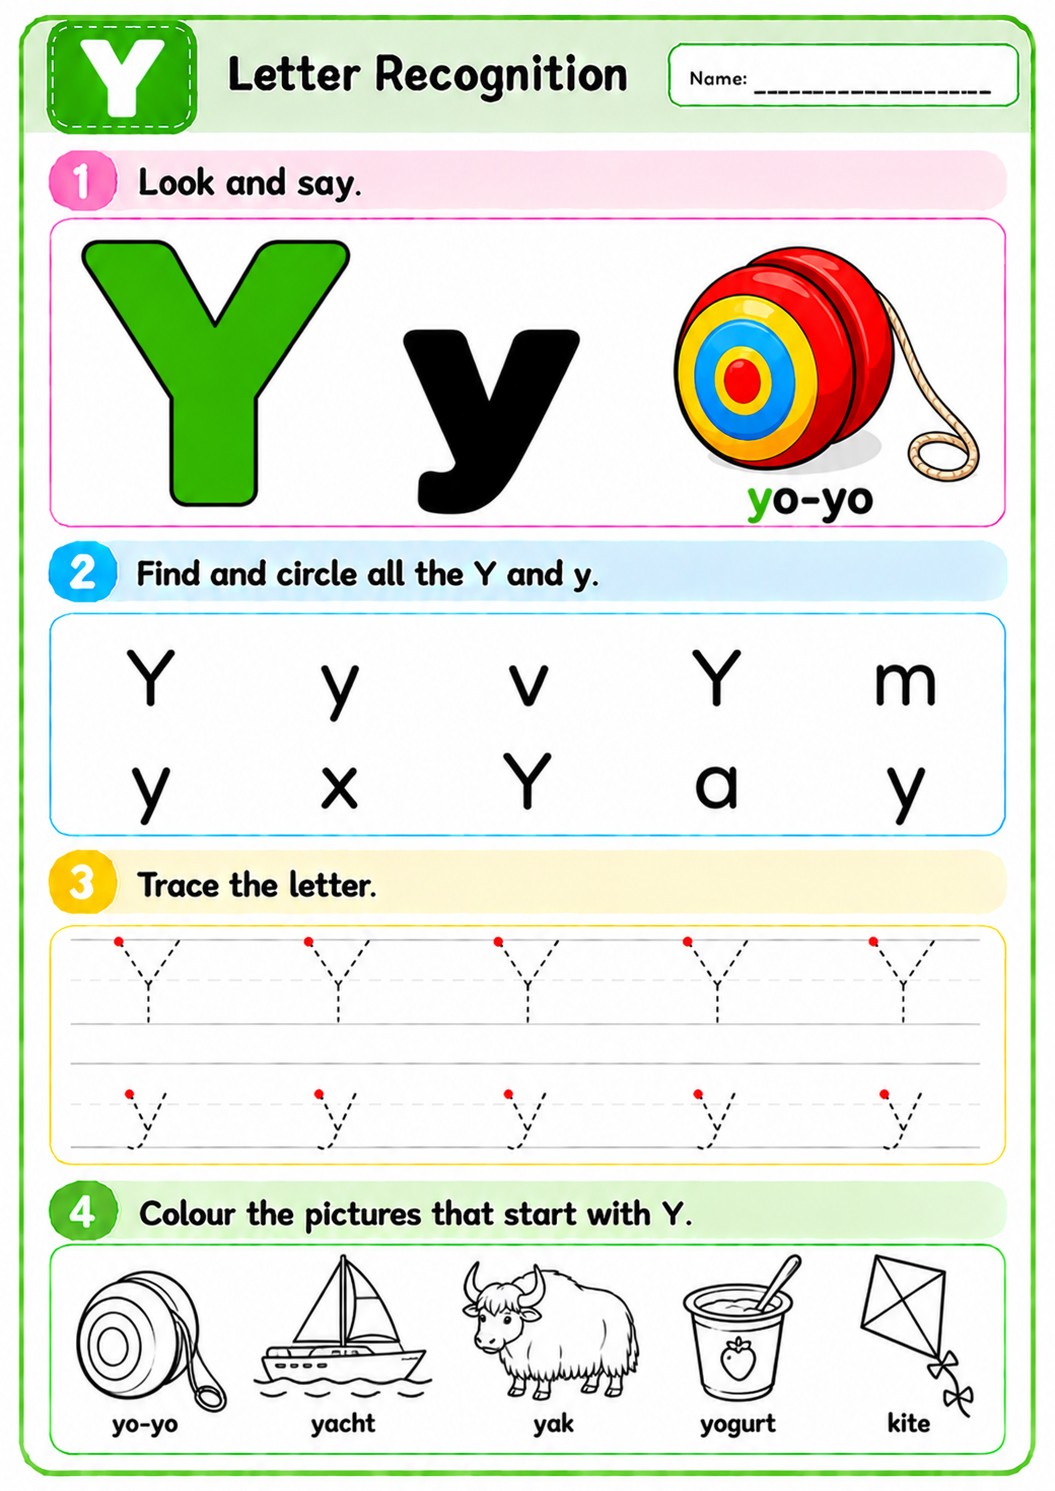 Y
Letter Recognition
Name:
1
Look and say.
Y y
yo-yo
2
Find and circle all the Y and y.
Y y v Y m
y x Y a y
3
Trace the letter.
Y Y Y Y Y
y y y y y
4
Colour the pictures that start with Y.
yo-yo yacht yak yogurt kite